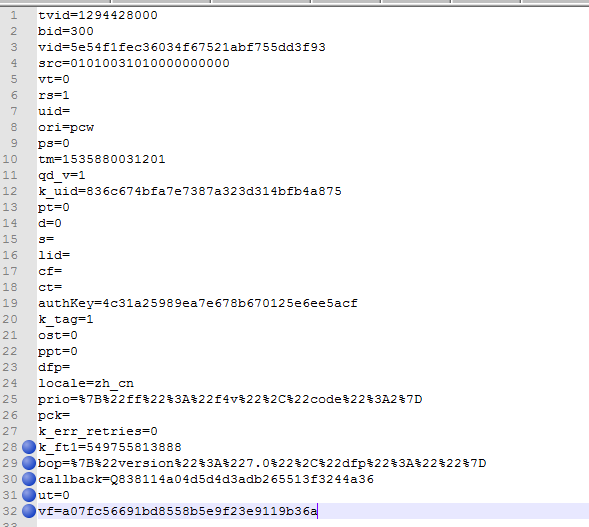 1 tvid=1294428000
2 bid=300
3 vid=5e54f1fec36034f67521abf755dd3f93
4 src=01010031010000000000
5 vt=0
6 rs=1
7 uid=
8 ori=pcw
9 ps=0
10 tm=1535880031201
11 qd_v=1
12 k_uid=836c674bfa7e7387a323d314bfb4a875
13 pt=0
14 d=0
15 s=
16 lid=
17 cf=
18 ct=
19 authKey=4c31a25989ea7e678b670125e6ee5acf
20 k_tag=1
21 ost=0
22 ppt=0
23 dfp=
24 locale=zh_cn
25 prio=%7B%22ff%22%3A%22f4v%22%2C%22code%22%3A2%7D
26 pck=
27 k_err_retries=0
28 k_ft1=549755813888
29 bop=%7B%22version%22%3A%227.0%22%2C%22dfp%22%3A%22%22%7D
30 callback=Q838114a04d5d4d3adb265513f3244a36
31 ut=0
32 vf=a07fc56691bd8558b5e9f23e9119b36a